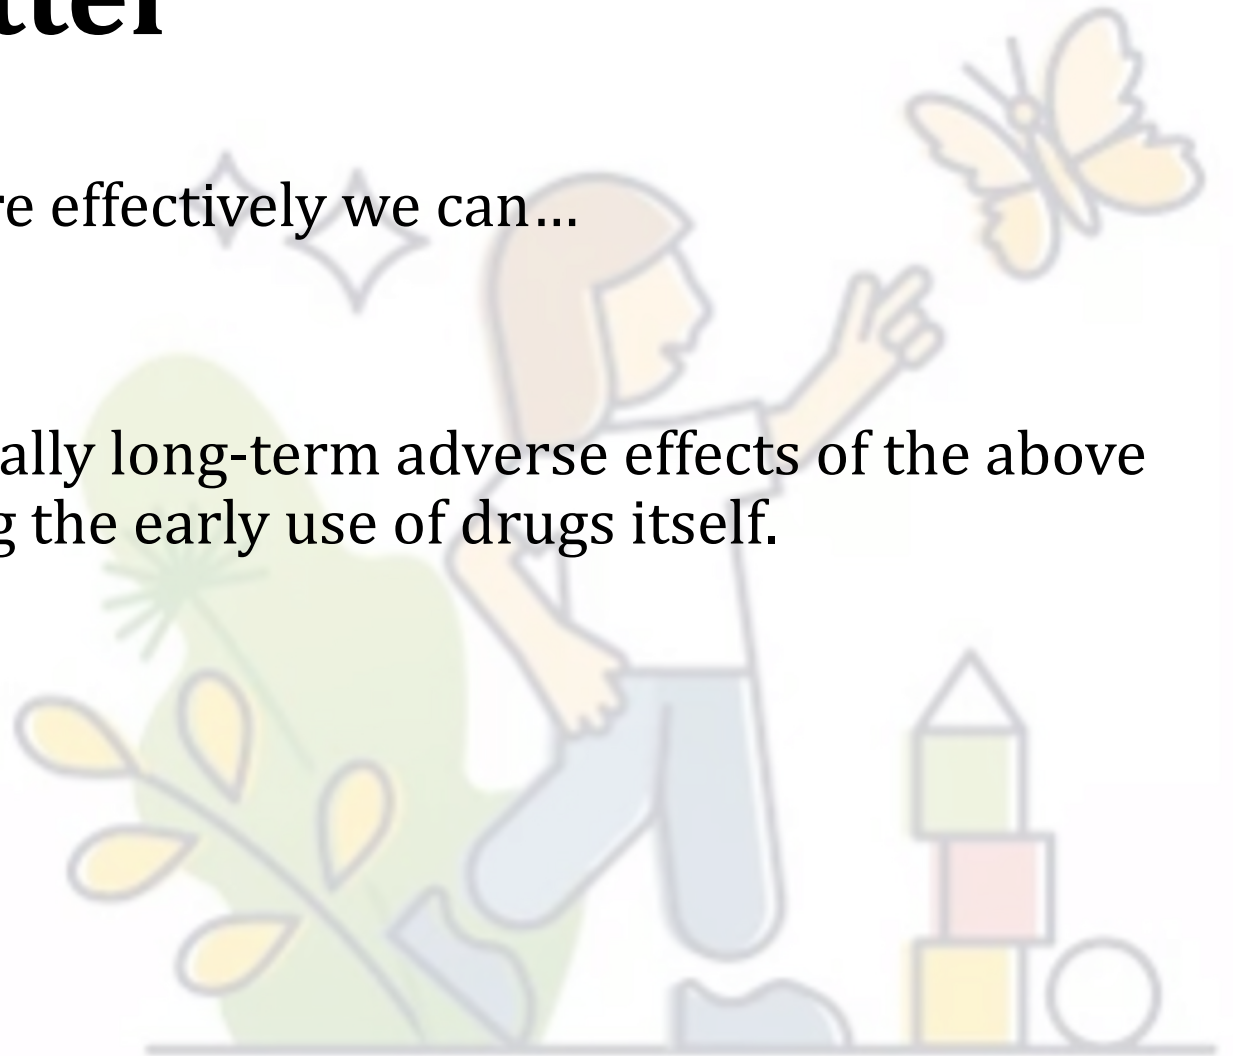 tter
re effectively we can…
ally long-term adverse effects of the above
g the early use of drugs itself.